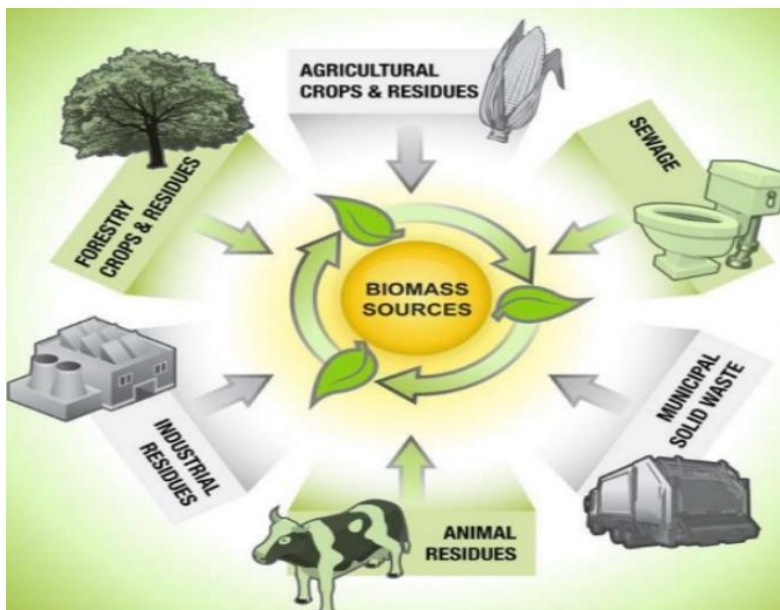 AGRICULTURAL
CROPS & RESIDUES
SEWAGE
MUNICIPAL
SOLID WASTE
ANIMAL
RESIDUES
INDUSTRIAL
RESIDUES
FORESTRY
CROPS & RESIDUES
BIOMASS
SOURCES